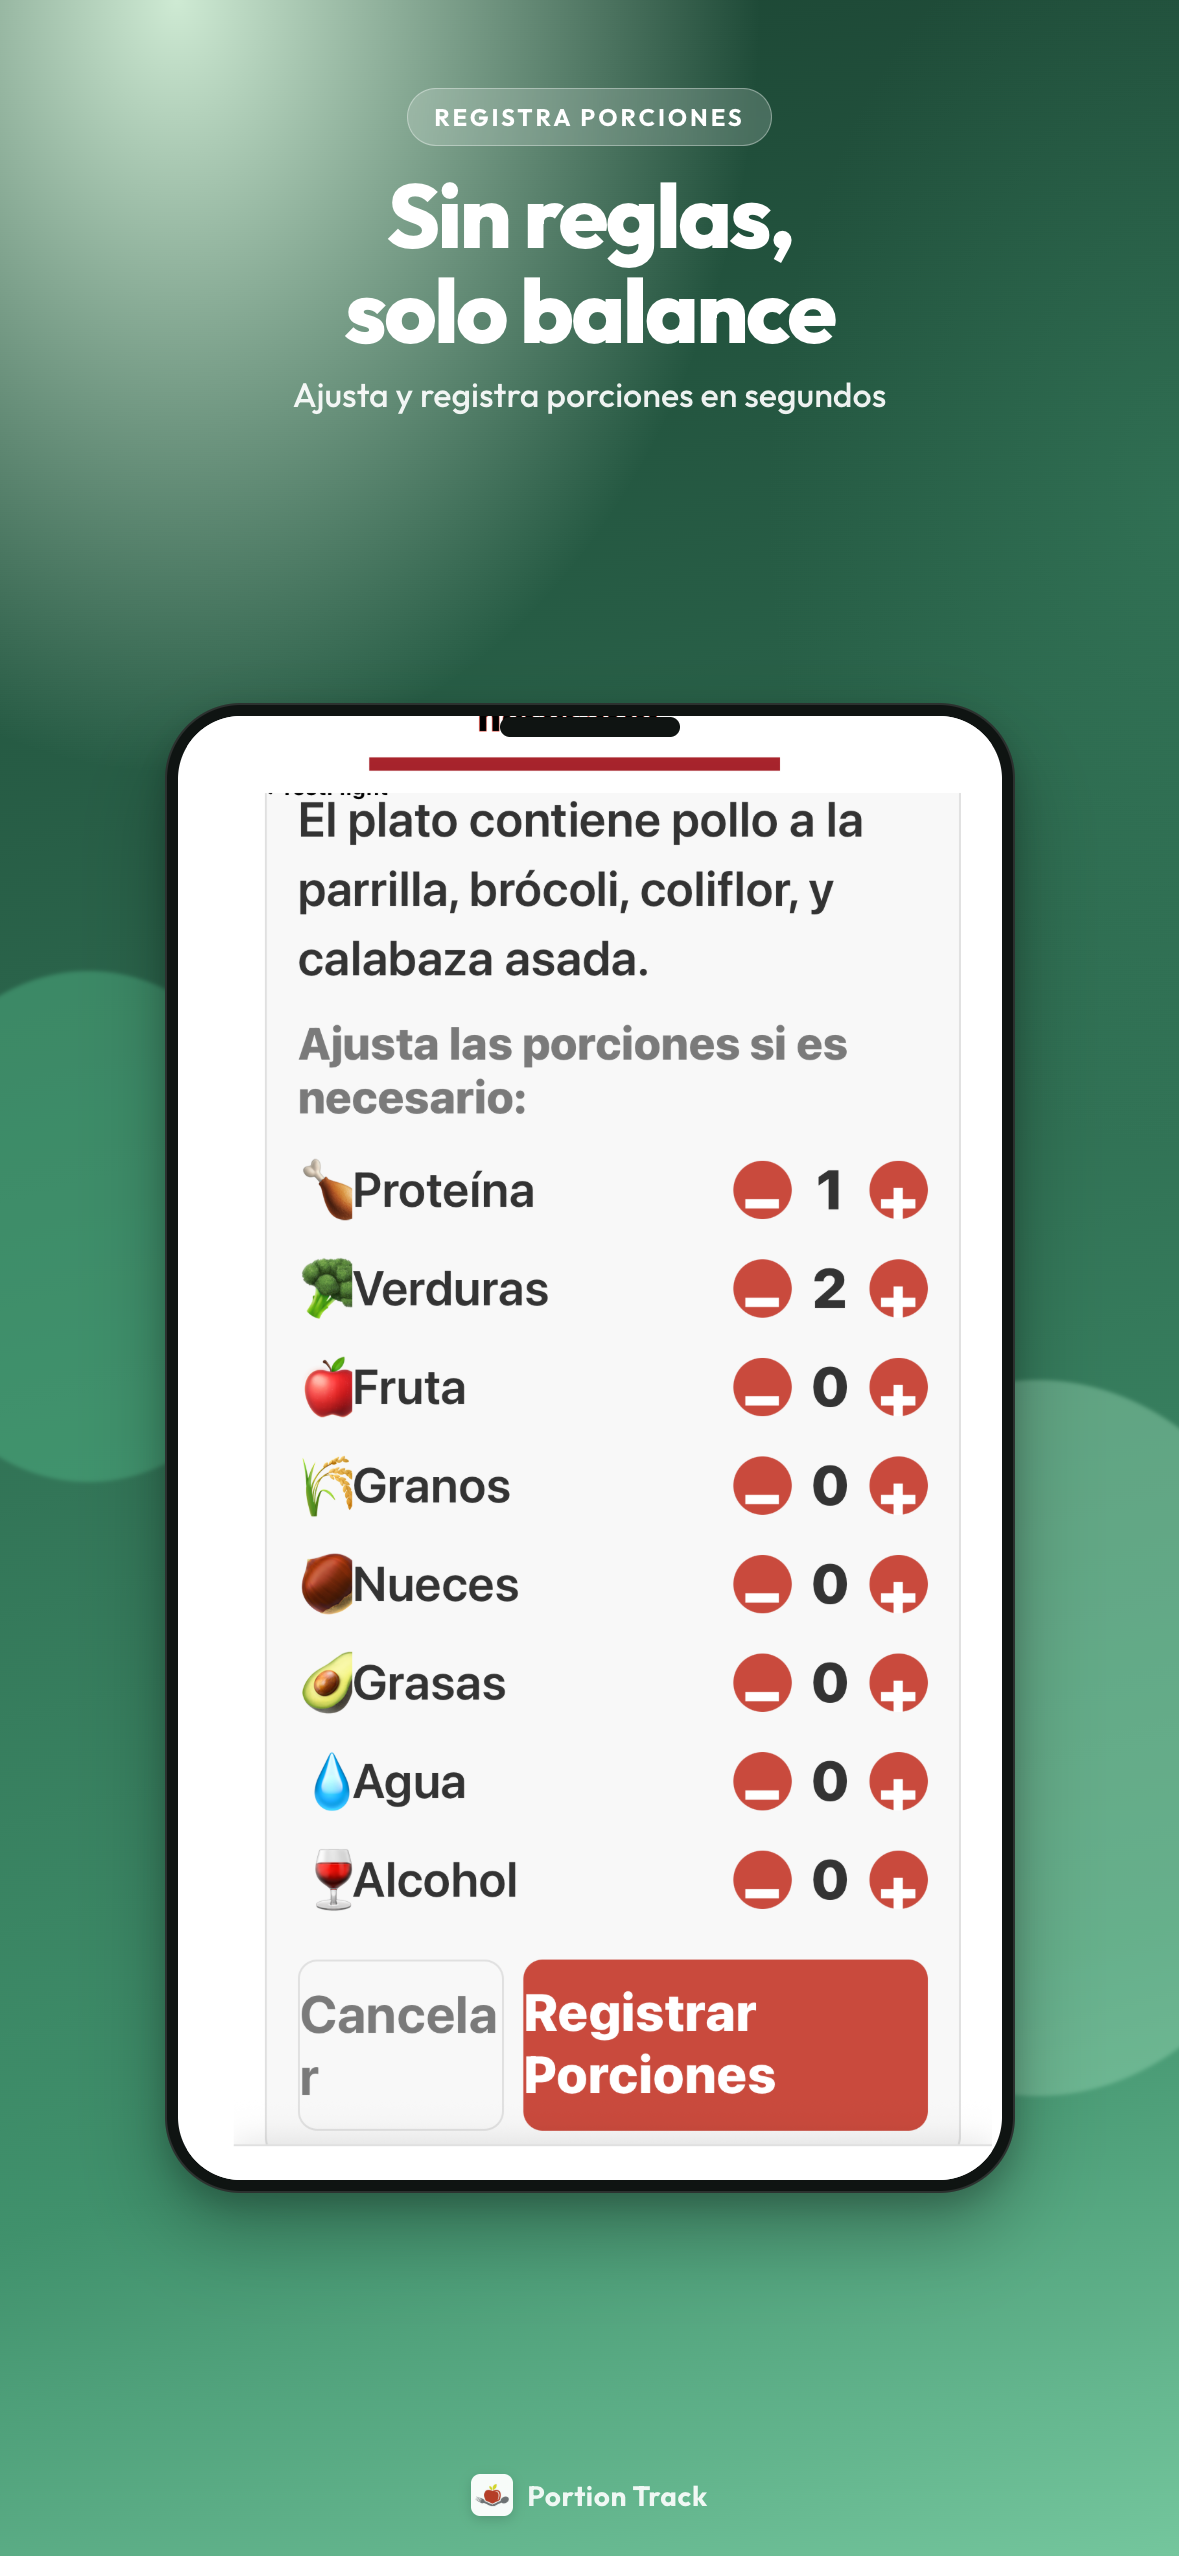 REGISTRA PORCIONES
Sin reglas,
solo balance
Ajusta y registra porciones en segundos
El plato contiene pollo a la
parrilla, brócoli, coliflor, y
calabaza asada.
Ajusta las porciones si es
necesario:
Proteína 1
Verduras 2
Fruta 0
Granos 0
Nueces 0
Grasas 0
Agua 0
Alcohol 0
Cancela
r
Registrar
Porciones
Portion Track